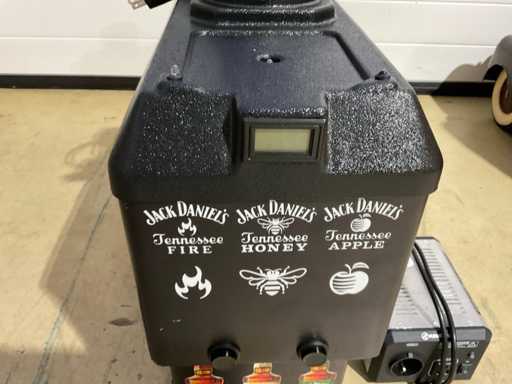 JACK DANIEL'S
Tennessee
FIRE
JACK DANIEL'S
Tennessee
HONEY
JACK DANIEL'S
Tennessee
APPLE